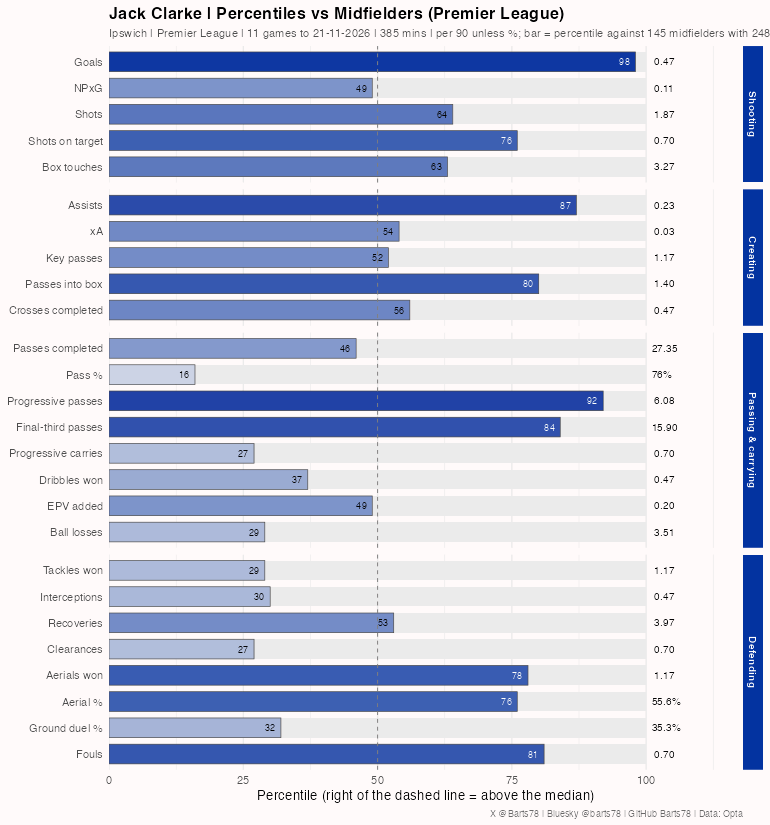 Jack Clarke | Percentiles vs Midfielders (Premier League)
Ipswich | Premier League | 11 games to 21-11-2026 | 385 mins | per 90 unless %; bar = percentile against 145 midfielders with 248
Goals 98 0.47
NPxG 49 0.11
Shots 64 1.87
Shots on target 76 0.70
Box touches 63 3.27
Shooting
Assists 87 0.23
xA 54 0.03
Key passes 52 1.17
Passes into box 80 1.40
Crosses completed 56 0.47
Creating
Passes completed 46 27.35
Pass % 16 76%
Progressive passes 92 6.08
Final-third passes 84 15.90
Progressive carries 27 0.70
Dribbles won 37 0.47
EPV added 49 0.20
Ball losses 29 3.51
Passing & carrying
Tackles won 29 1.17
Interceptions 30 0.47
Recoveries 53 3.97
Clearances 27 0.70
Aerials won 78 1.17
Aerial % 76 55.6%
Ground duel % 32 35.3%
Fouls 81 0.70
Defending
0 25 50 75 100
Percentile (right of the dashed line = above the median)
X @Barts78 | Bluesky @barts78 | GitHub Barts78 | Data: Opta